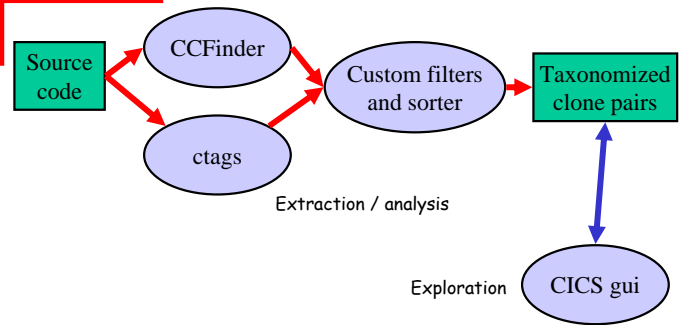 Source
code
CCFinder
ctags
Custom filters
and sorter
Taxonomized
clone pairs
Extraction / analysis
Exploration
CICS gui